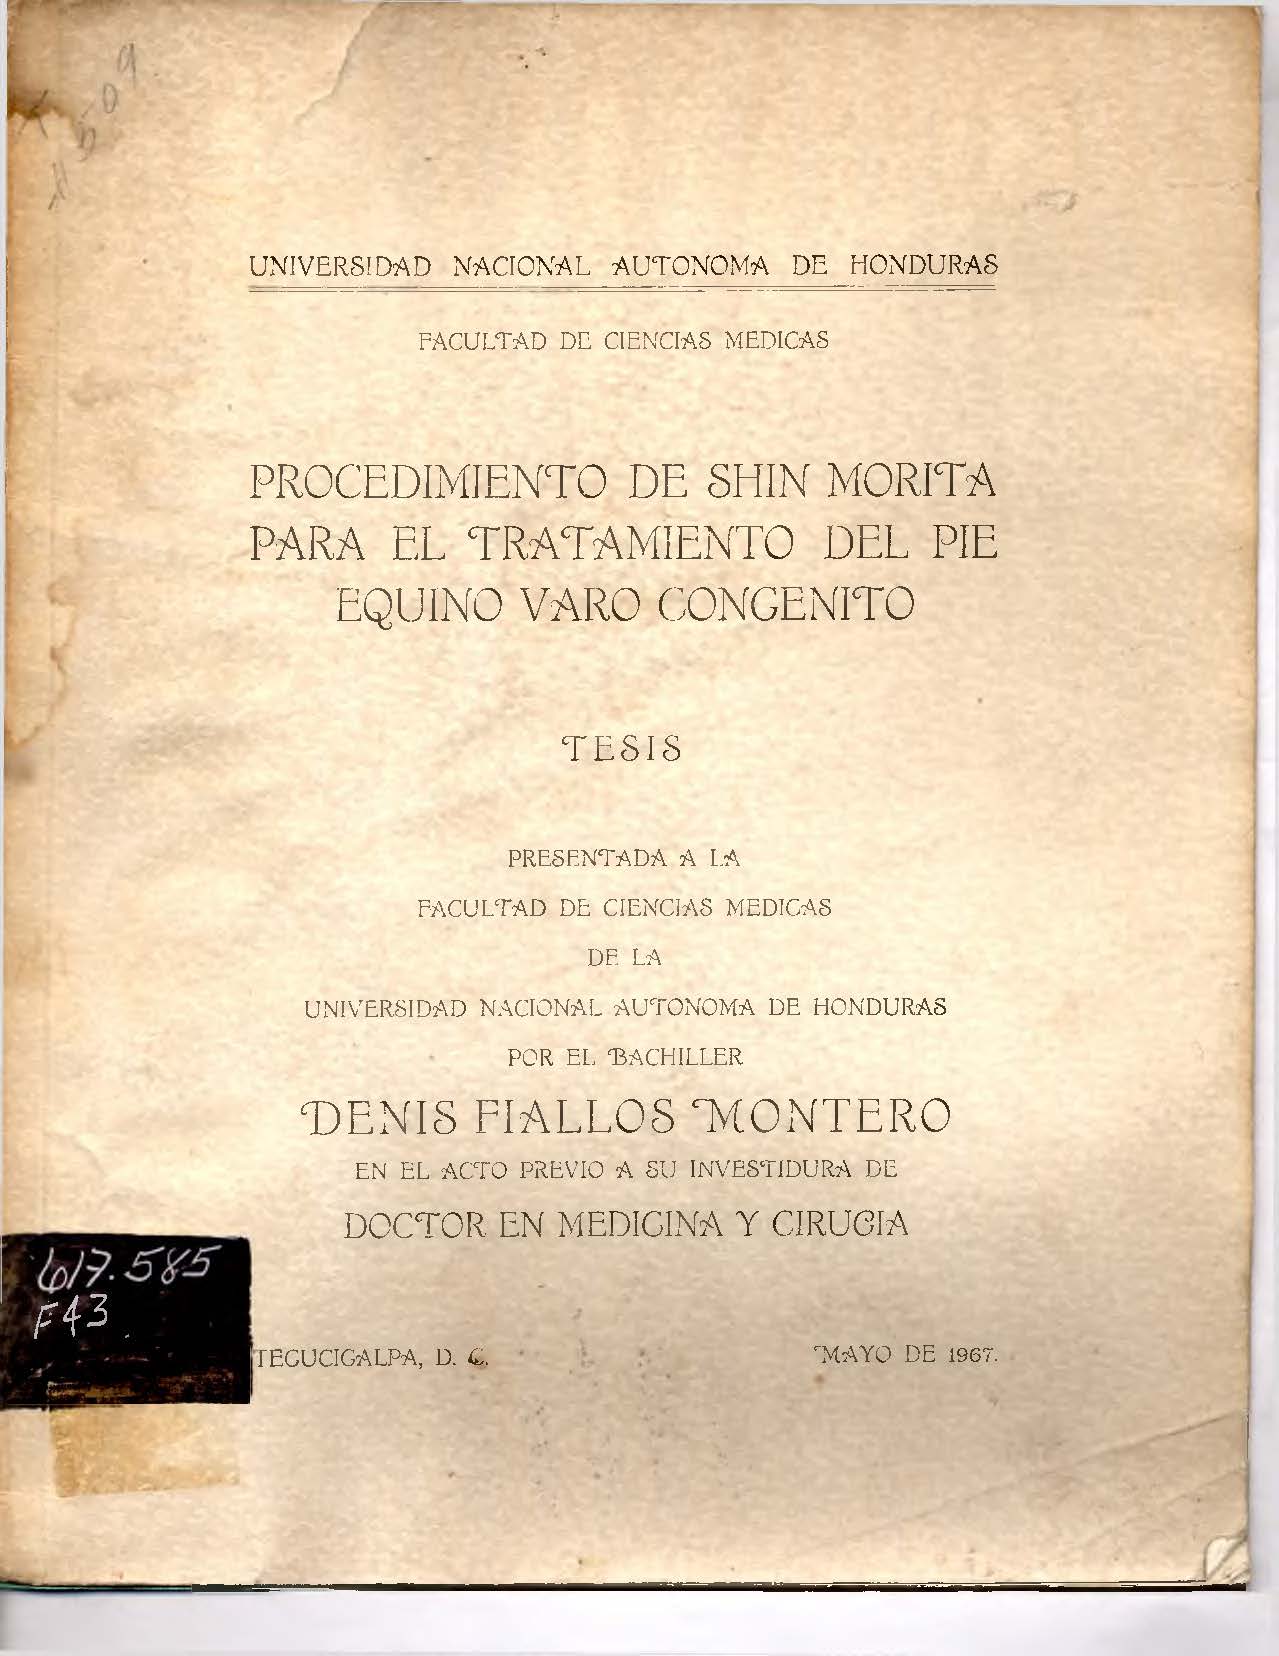 UNIVERSIDAD NACIONAL AUTONOMA DE HONDURAS
FACULTAD DE CIENCIAS MEDICAS
PROCEDIMIENTO DE SHIN MORITA
PARA EL TRATAMIENTO DEL PIE
EQUINO VARO CONGENITO
TESIS
PRESENTADA A LA
FACULTAD DE CIENCIAS MEDICAS
DE LA
UNIVERSIDAD NACIONAL AUTONOMA DE HONDURAS
POR EL BACHILLER
DENIS FIALLOS MONTERO
EN EL ACTO PREVIO A SU INVESTIDURA DE
DOCTOR EN MEDICINA Y CIRUGIA
617.585
F43
TEGUCIGALPA, D. C. MAYO DE 1967.